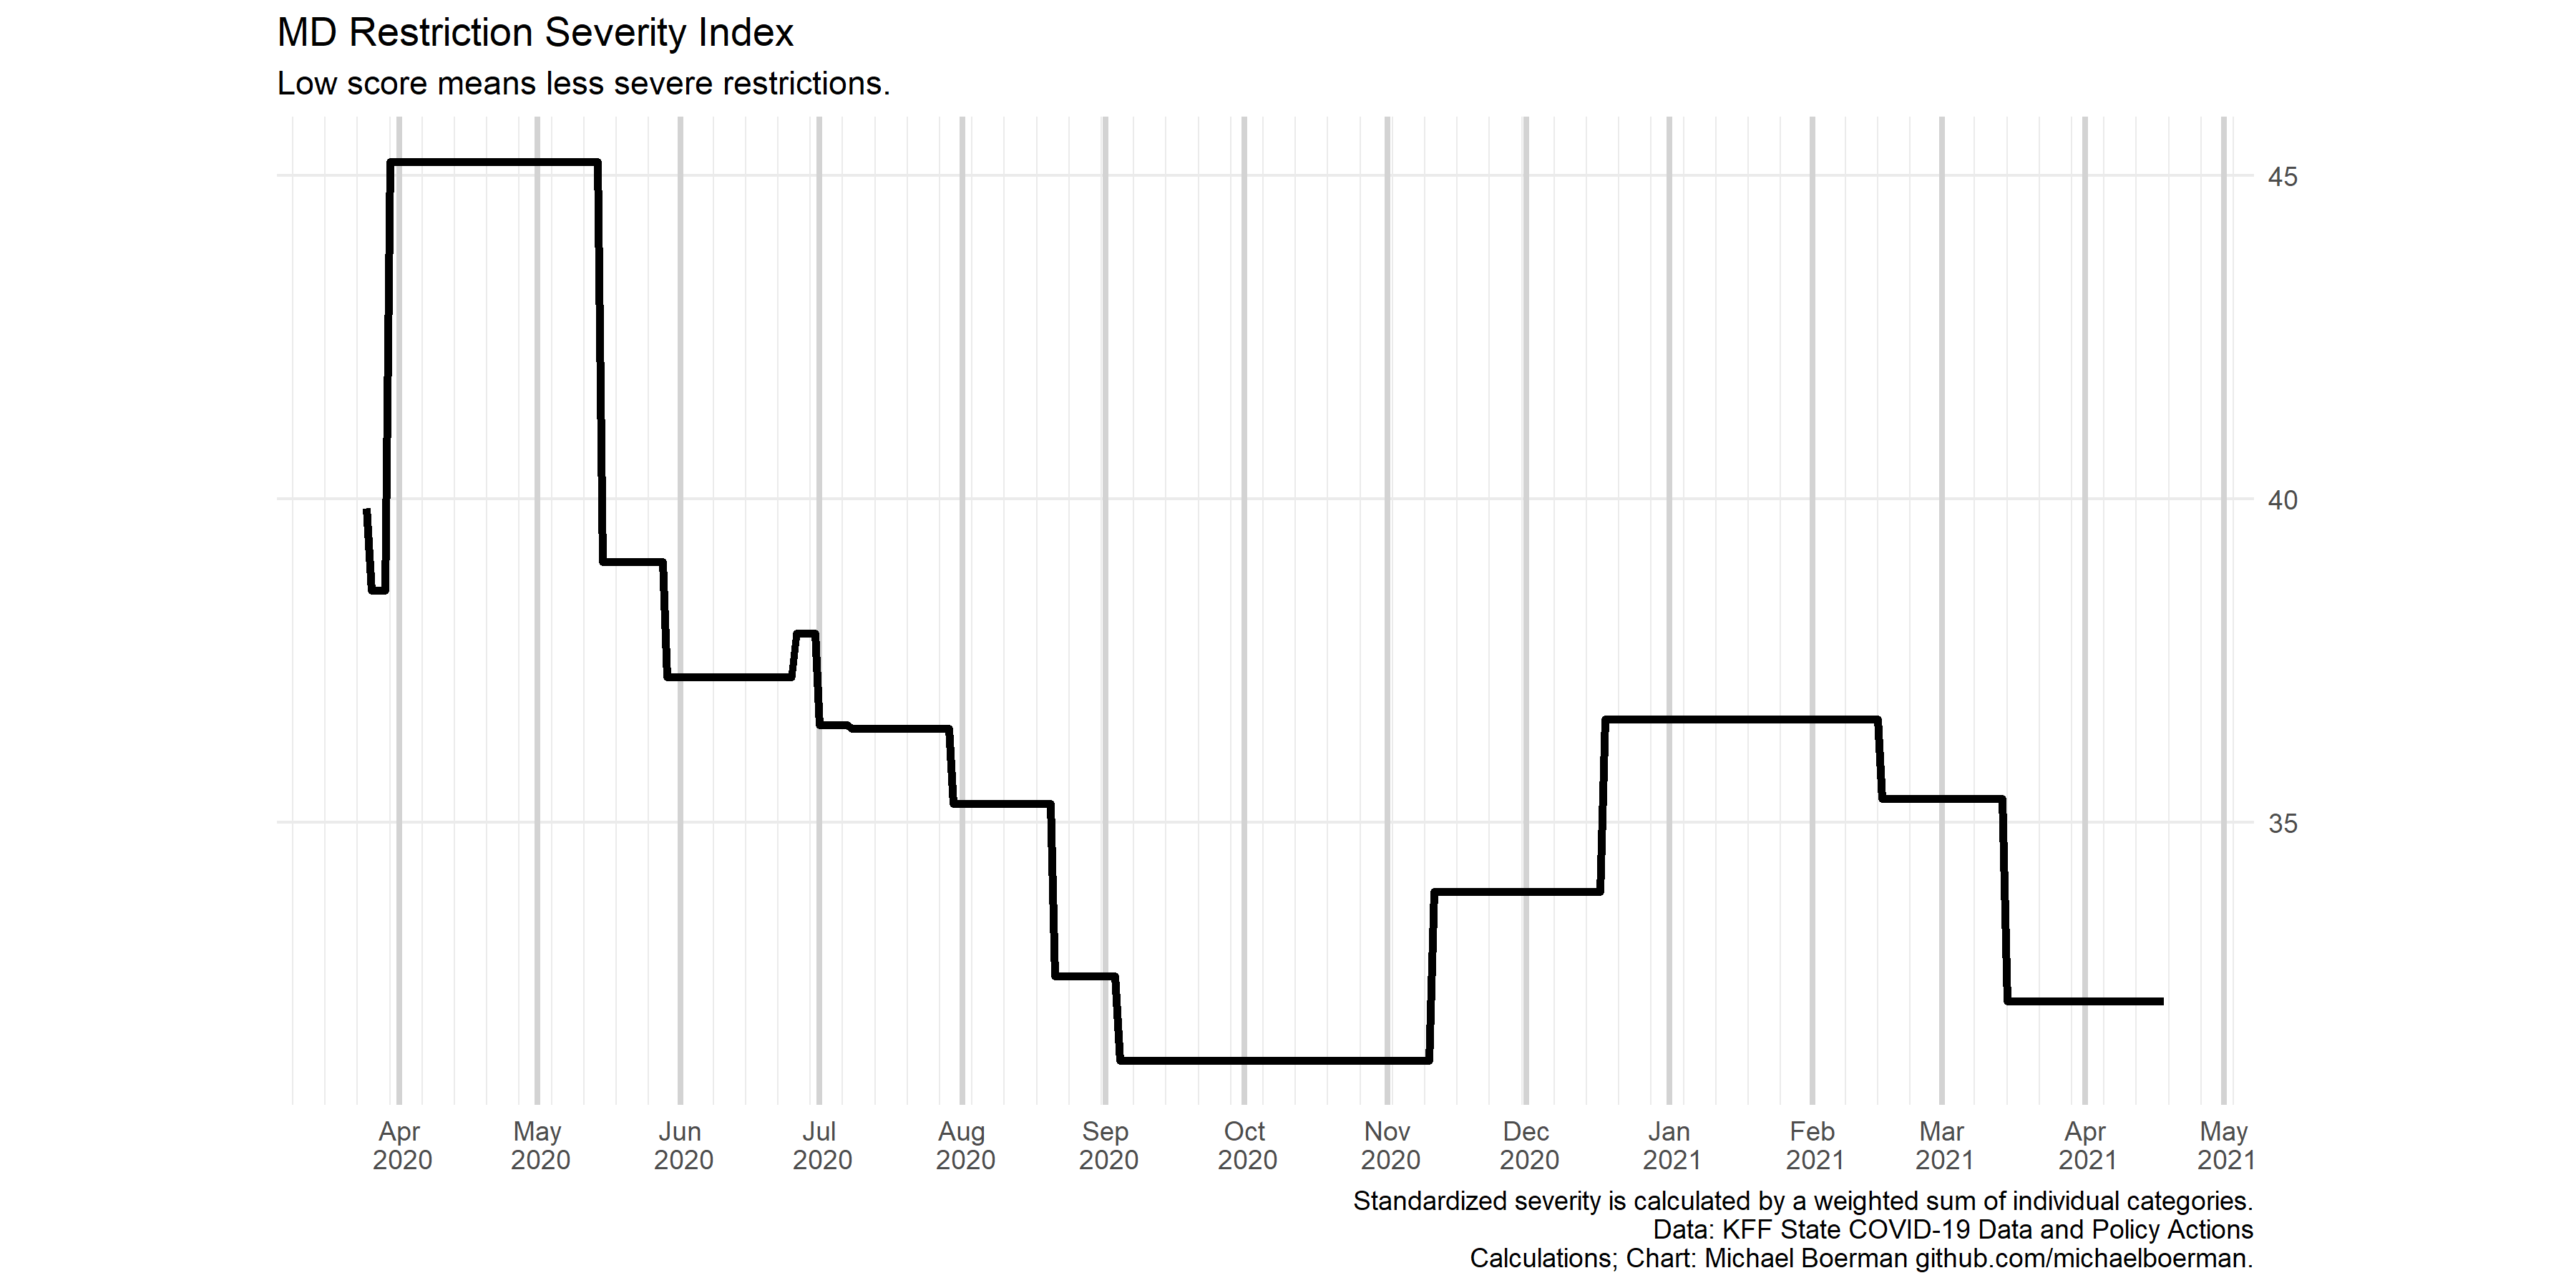 MD Restriction Severity Index
Low score means less severe restrictions.
45
40
35
Apr May Jun Jul Aug Sep Oct Nov Dec Jan Feb Mar Apr May
2020 2020 2020 2020 2020 2020 2020 2020 2020 2021 2021 2021 2021 2021
Standardized severity is calculated by a weighted sum of individual categories.
Data: KFF State COVID-19 Data and Policy Actions
Calculations; Chart: Michael Boerman github.com/michaelboerman.